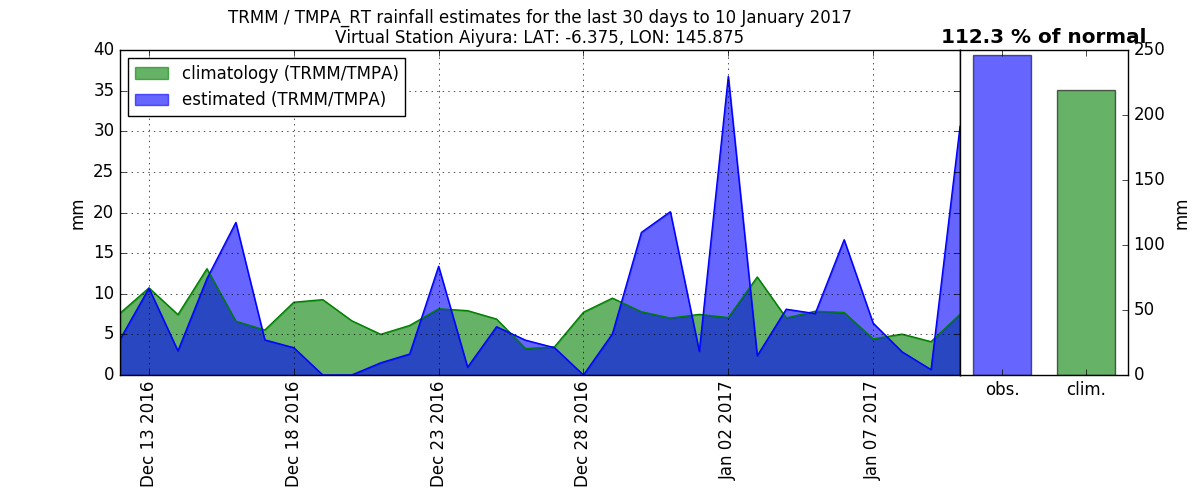 TRMM / TMPA_RT rainfall estimates for the last 30 days to 10 January 2017
Virtual Station Aiyura: LAT: -6.375, LON: 145.875
112.3 % of normal
climatology (TRMM/TMPA)
estimated (TRMM/TMPA)
40
35
30
25
20
15
10
5
0
mm
250
200
150
100
50
0
mm
obs.
clim.
Dec 13 2016
Dec 18 2016
Dec 23 2016
Dec 28 2016
Jan 02 2017
Jan 07 2017